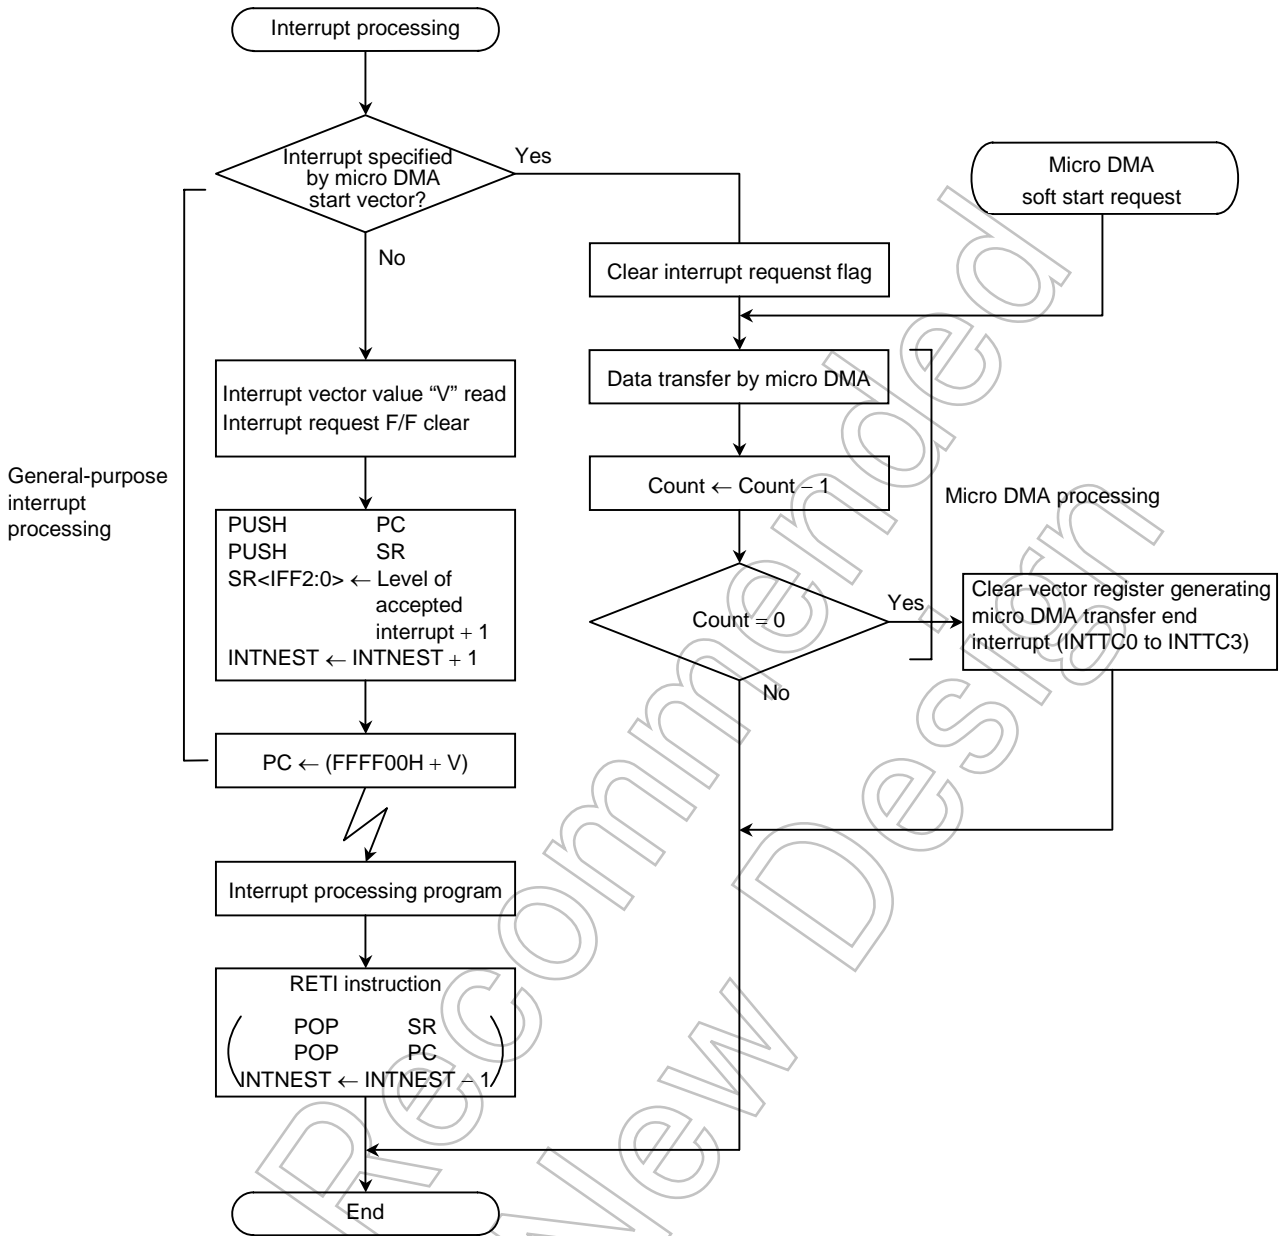 Interrupt processing
Interrupt specified
by micro DMA
start vector?
Yes
No
Micro DMA
soft start request
Clear interrupt requenst flag
Data transfer by micro DMA
Count ← Count − 1
Micro DMA processing
Count = 0
Yes
No
Clear vector register generating
micro DMA transfer end
interrupt (INTTC0 to INTTC3)
General-purpose
interrupt
processing
Interrupt vector value “V” read
Interrupt request F/F clear
PUSH PC
PUSH SR
SR<IFF2:0> ← Level of
accepted
interrupt + 1
INTNEST ← INTNEST + 1
PC ← (FFFF00H + V)
Interrupt processing program
RETI instruction
POP SR
POP PC
INTNEST ← INTNEST − 1
End
Recommended
New Design